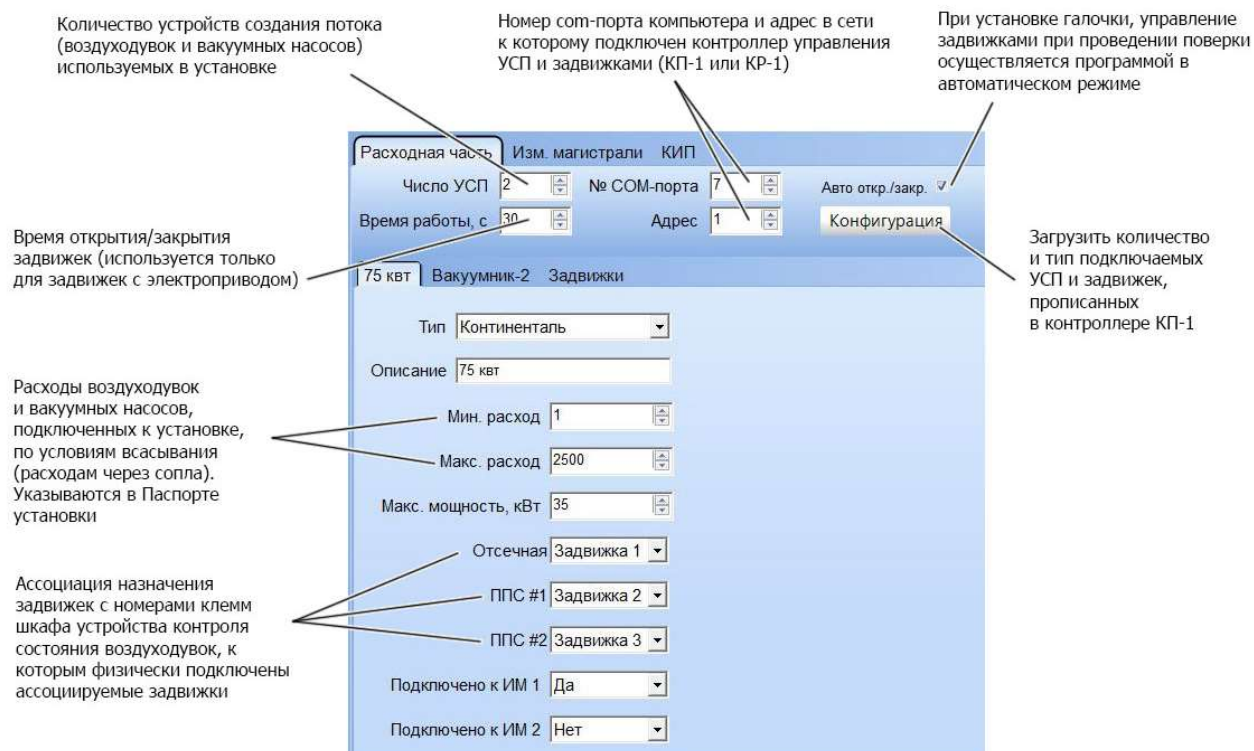 Количество устройств создания потока
(воздуходувок и вакуумных насосов)
используемых в установке
Номер com-порта компьютера и адрес в сети
к которому подключен контроллер управления
УСП и задвижками (КП-1 или КР-1)
При установке галочки, управление
задвижками при проведении поверки
осуществляется программой в
автоматическом режиме
Расходная часть Изм. магистрали КИП
Число УСП 2 № COM-порта 7 Авто откр./закр.
Время работы, с 30 Адрес 1 Конфигурация
Время открытия/закрытия
задвижек (используется только
для задвижек с электроприводом)
Загрузить количество
и тип подключаемых
УСП и задвижек,
прописанных
в контроллере КП-1
75 квт Вакуумник-2 Задвижки
Тип Континенталь
Описание 75 квт
Мин. расход 1
Макс. расход 2500
Макс. мощность, кВт 35
Отсечная Задвижка 1
ППС #1 Задвижка 2
ППС #2 Задвижка 3
Подключено к ИМ 1 Да
Подключено к ИМ 2 Нет
Расходы воздуходувок
и вакуумных насосов,
подключенных к установке,
по условиям всасывания
(расходам через сопла).
Указываются в Паспорте
установки
Ассоциация назначения
задвижек с номерами клемм
шкафа устройства контроля
состояния воздуходувок, к
которым физически подключены
ассоциируемые задвижки